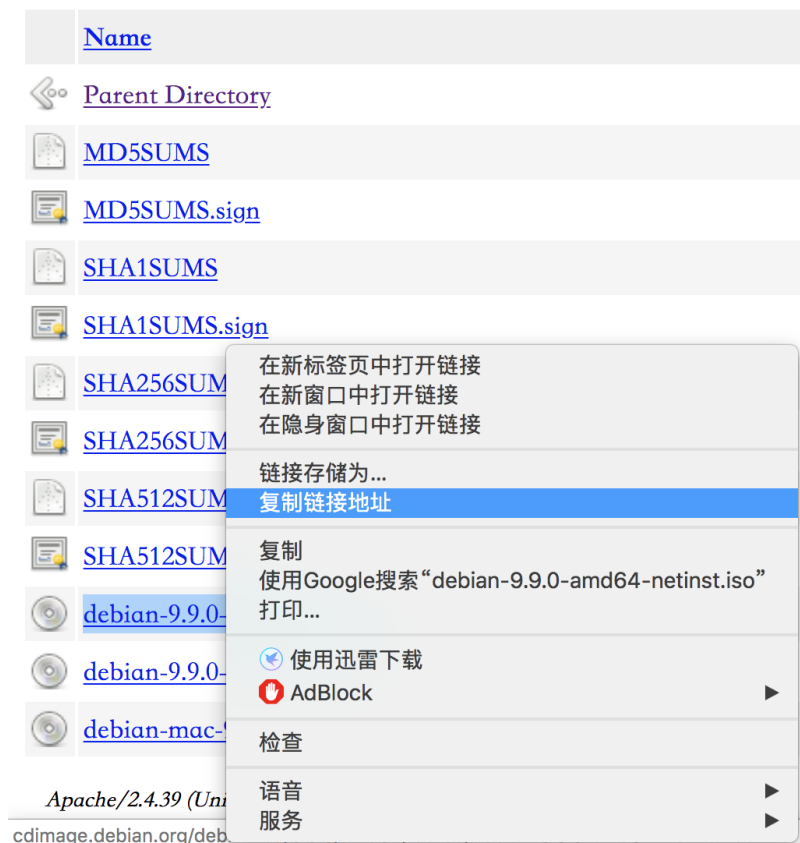 Name
Parent Directory
MD5SUMS
MD5SUMS.sign
SHA1SUMS
SHA1SUMS.sign
SHA256SUM
SHA256SUM
SHA512SUM
SHA512SUM
debian-9.9.0-
debian-9.9.0-
debian-mac-
Apache/2.4.39 (Uni
cdimage.debian.org/deb
在新标签页中打开链接
在新窗口中打开链接
在隐身窗口中打开链接
链接存储为...
复制链接地址
复制
使用Google搜索“debian-9.9.0-amd64-netinst.iso”
打印...
使用迅雷下载
AdBlock
检查
语音
服务